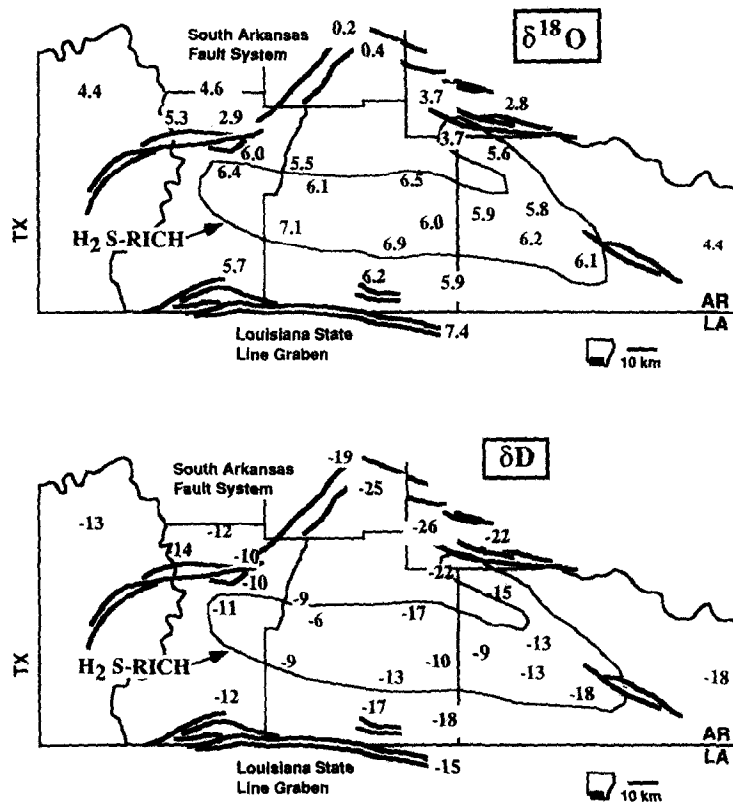 δ18O
South Arkansas
Fault System
0.2
0.4
4.4
4.6
3.7
2.8
5.3
2.9
3.7
6.0
5.6
6.4
5.5
6.1
6.5
5.9
5.8
7.1
6.0
H2 S-RICH
6.9
6.2
4.4
TX
5.7
6.2
5.9
6.1
AR
LA
Louisiana State
Line Graben
7.4
10 km
δD
South Arkansas
Fault System
-19
-25
-13
-12
-26
-22
-14
-10
-10
-22
-15
-11
-9
-6
-17
-13
-9
-10
-9
-13
H2 S-RICH
-13
-18
-18
TX
-12
-17
-18
AR
LA
Louisiana State
Line Graben
-15
10 km